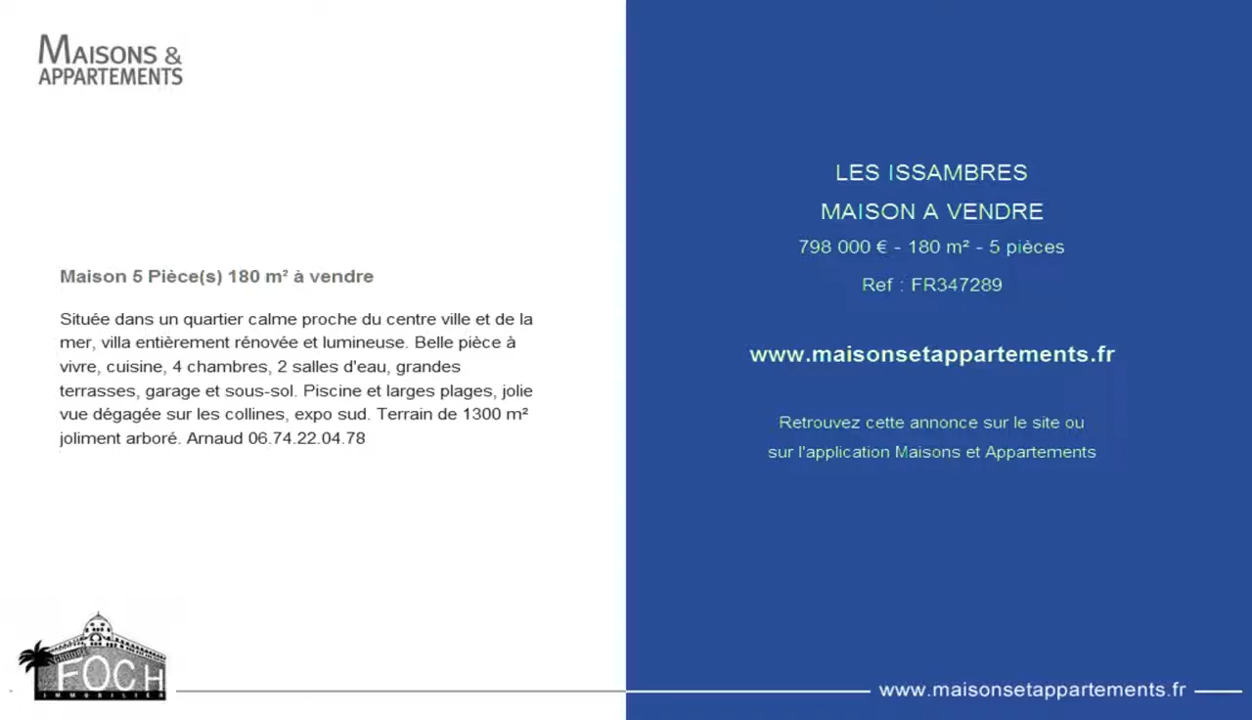 MAISONS &
APPARTEMENTS
Maison 5 Pièce(s) 180 m² à vendre
Située dans un quartier calme proche du centre ville et de la
mer, villa entièrement rénovée et lumineuse. Belle pièce à
vivre, cuisine, 4 chambres, 2 salles d'eau, grandes
terrasses, garage et sous-sol. Piscine et larges plages, jolie
vue dégagée sur les collines, expo sud. Terrain de 1300 m²
joliment arboré. Arnaud 06.74.22.04.78
LES ISSAMBRES
MAISON A VENDRE
798 000 € - 180 m² - 5 pièces
Ref : FR347289
www.maisonsetappartements.fr
Retrouvez cette annonce sur le site ou
sur l'application Maisons et Appartements
FOCH
IMMOBILIER
www.maisonsetappartements.fr